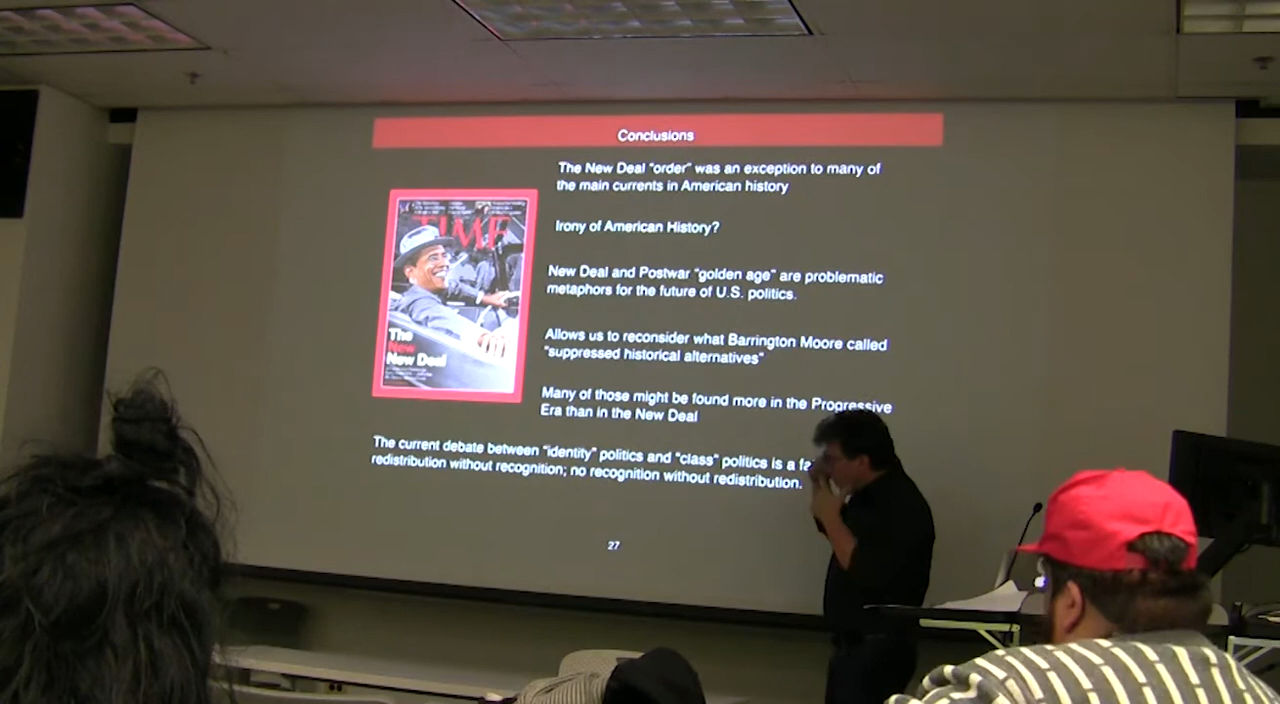 Conclusions
The New Deal "order" was an exception to many of
the main currents in American history
Irony of American History?
New Deal and Postwar "golden age" are problematic
metaphors for the future of U.S. politics.
Allows us to reconsider what Barrington Moore called
"suppressed historical alternatives"
Many of those might be found more in the Progressive
Era than in the New Deal
The current debate between "identity" politics and "class" politics is a
redistribution without recognition; no recognition without redistribution.
TIME
The
New
New Deal
27